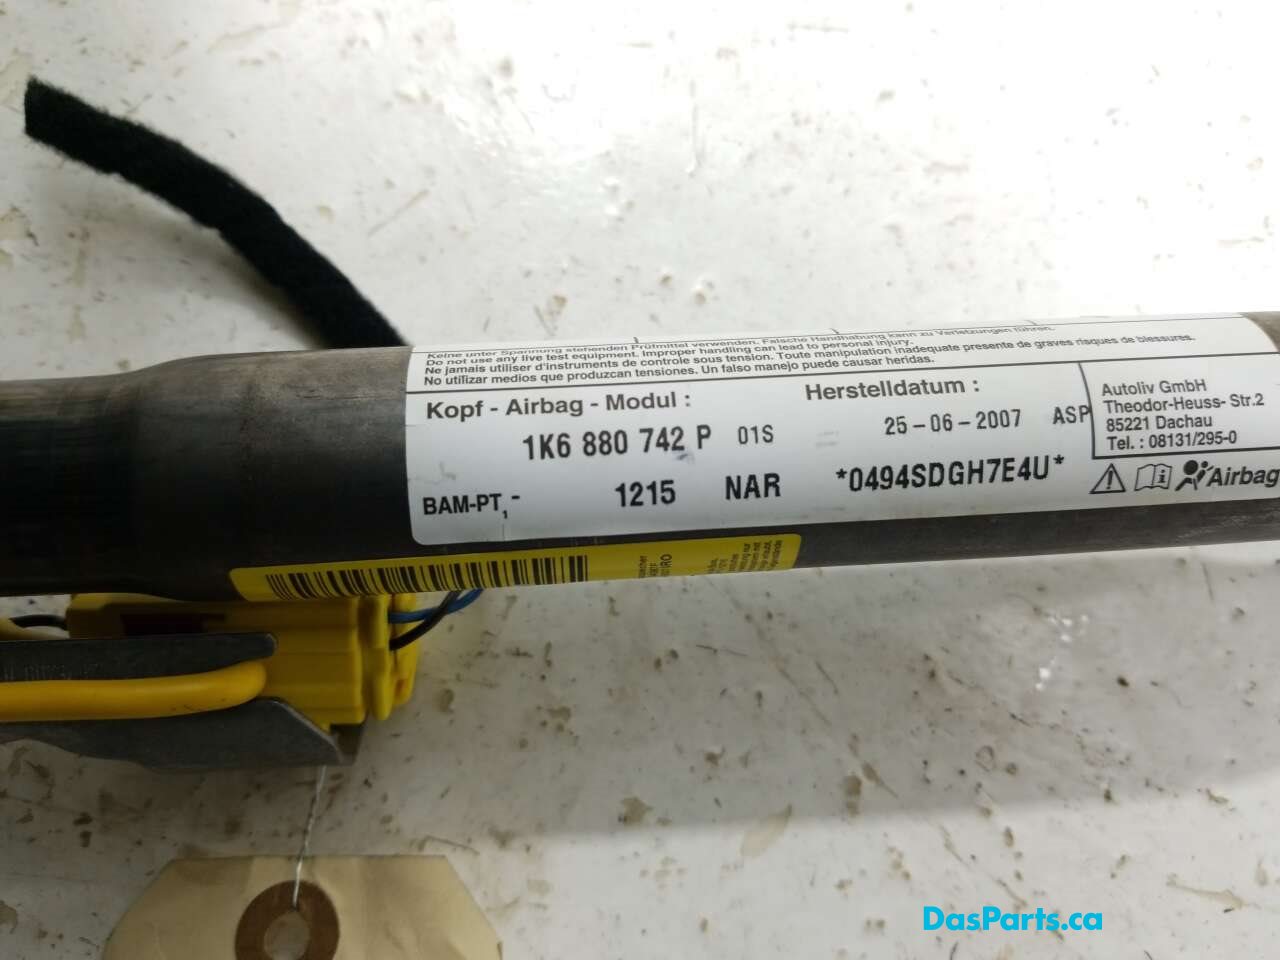 Keine unter Spannung stehenden Prüfmittel verwenden. Falsche Handhabung kann zu Verletzungen führen.
Do not use any live test equipment. Improper handling can lead to personal injury.
Ne jamais utiliser d'instruments de controle sous tension. Toute manipulation inadequate presente de graves risques de blessures.
No utilizar medios que produzcan tensiones. Un falso manejo puede causar heridas.
Kopf - Airbag - Modul :
1K6 880 742 P 01S
BAM-PT, - 1215 NAR
Herstelldatum :
25-06-2007 ASP
*0494SDGH7E4U*
Autoliv GmbH
Theodor-Heuss- Str.2
85221 Dachau
Tel. : 08131/295-0
Airbag
DasParts.ca